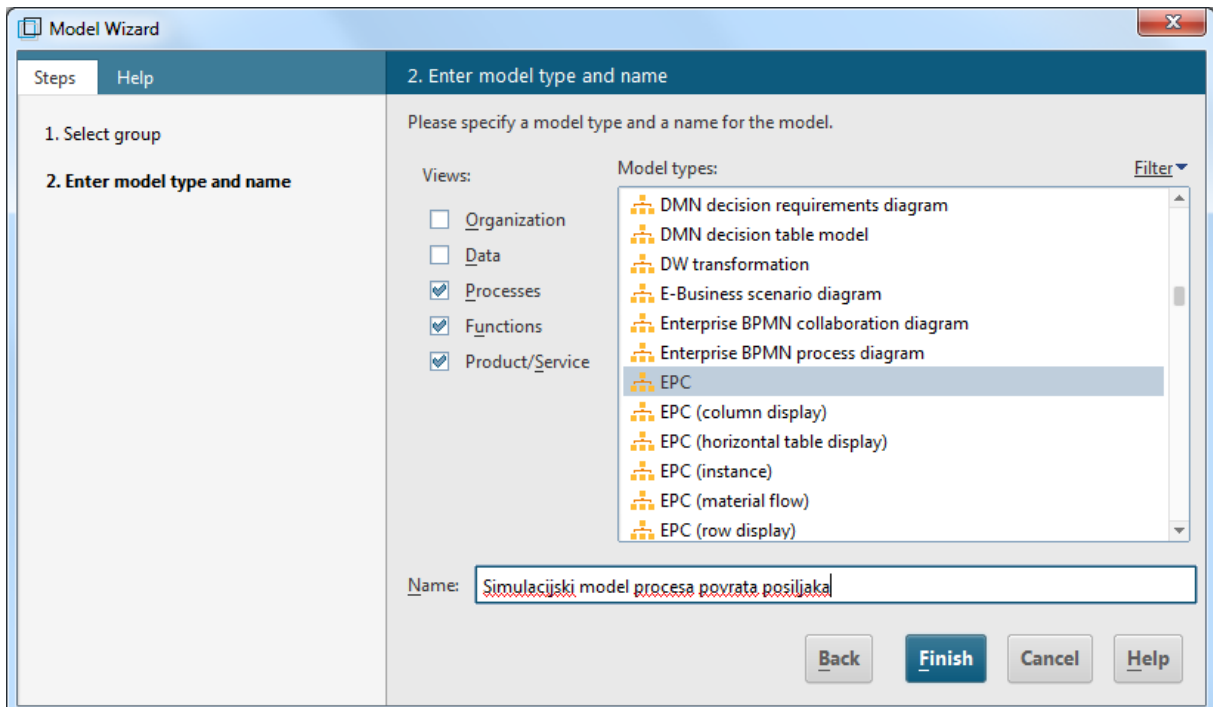 Model Wizard
Steps
Help
1. Select group
2. Enter model type and name
2. Enter model type and name
Please specify a model type and a name for the model.
Views:
Organization
Data
Processes
Functions
Product/Service
Model types:
Filter
DMN decision requirements diagram
DMN decision table model
DW transformation
E-Business scenario diagram
Enterprise BPMN collaboration diagram
Enterprise BPMN process diagram
EPC
EPC (column display)
EPC (horizontal table display)
EPC (instance)
EPC (material flow)
EPC (row display)
Name: Simulacijski model procesa povrata posiljaka
Back Finish Cancel Help